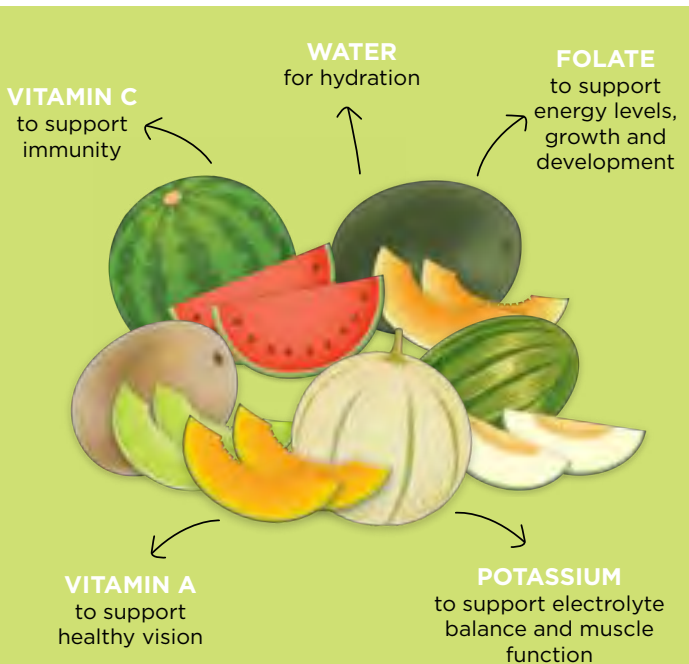 WATER
for hydration
FOLATE
to support
energy levels,
growth and
development
VITAMIN C
to support
immunity
VITAMIN A
to support
healthy vision
POTASSIUM
to support electrolyte
balance and muscle
function